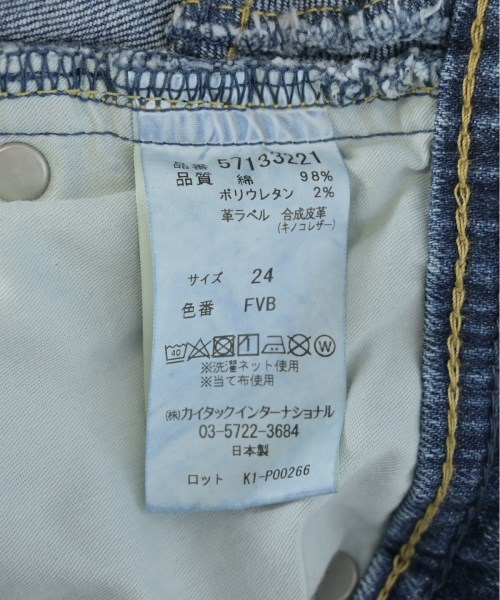 品番 57133221
品質 綿 98%
ポリウレタン 2%
革ラベル 合成皮革
(キノコレザー)
サイズ 24
色番 FVB
40 W
※洗濯ネット使用
※当て布使用
㈱カイタックインターナショナル
03-5722-3684
日本製
ロット K1-P00266